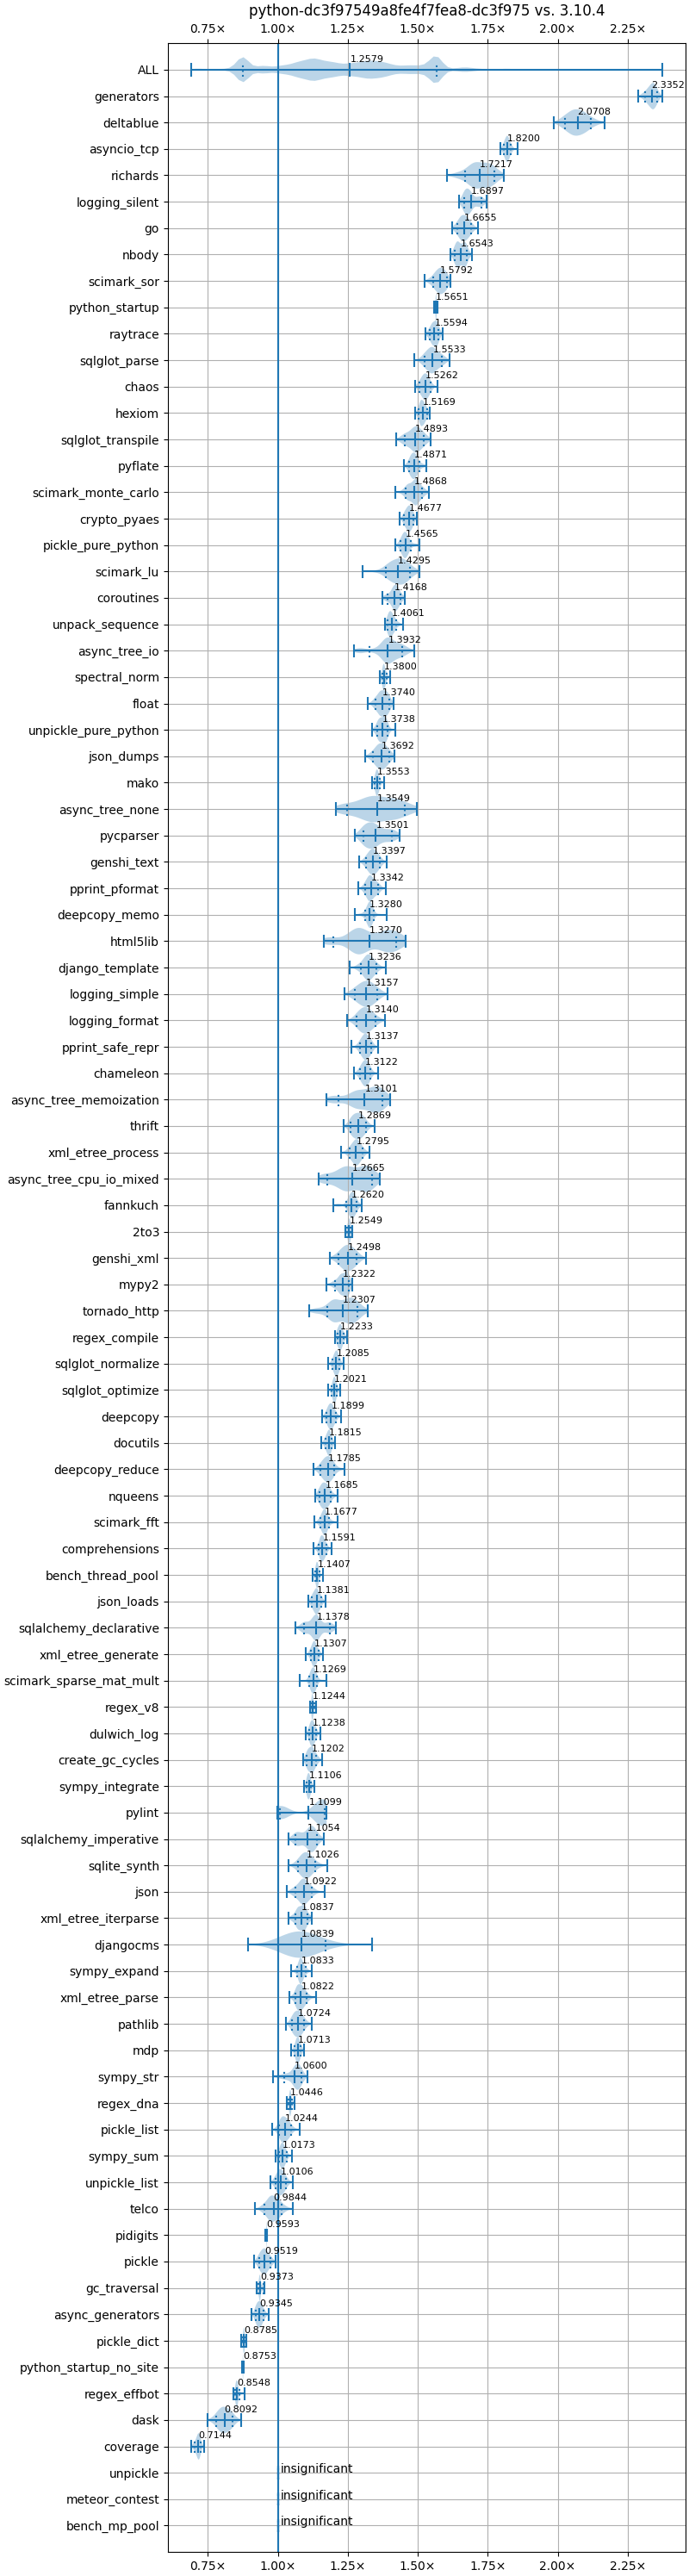 python-dc3f97549a8fe4f7fea8-dc3f975 vs. 3.10.4
0.75× 1.00× 1.25× 1.50× 1.75× 2.00× 2.25×
ALL 1.2579
generators 2.3352
deltablue 2.0708
asyncio_tcp 1.8200
richards 1.7217
logging_silent 1.6897
go 1.6655
nbody 1.6543
scimark_sor 1.5792
python_startup 1.5651
raytrace 1.5594
sqlglot_parse 1.5533
chaos 1.5262
hexiom 1.5169
sqlglot_transpile 1.4893
pyflate 1.4871
scimark_monte_carlo 1.4868
crypto_pyaes 1.4677
pickle_pure_python 1.4565
scimark_lu 1.4295
coroutines 1.4168
unpack_sequence 1.4061
async_tree_io 1.3932
spectral_norm 1.3800
float 1.3740
unpickle_pure_python 1.3738
json_dumps 1.3692
mako 1.3553
async_tree_none 1.3549
pycparser 1.3501
genshi_text 1.3397
pprint_pformat 1.3342
deepcopy_memo 1.3280
html5lib 1.3270
django_template 1.3236
logging_simple 1.3157
logging_format 1.3140
pprint_safe_repr 1.3137
chameleon 1.3122
async_tree_memoization 1.3101
thrift 1.2869
xml_etree_process 1.2795
async_tree_cpu_io_mixed 1.2665
fannkuch 1.2620
2to3 1.2549
genshi_xml 1.2498
mypy2 1.2322
tornado_http 1.2307
regex_compile 1.2233
sqlglot_normalize 1.2085
sqlglot_optimize 1.2021
deepcopy 1.1899
docutils 1.1815
deepcopy_reduce 1.1785
nqueens 1.1685
scimark_fft 1.1677
comprehensions 1.1591
bench_thread_pool 1.1407
json_loads 1.1381
sqlalchemy_declarative 1.1378
xml_etree_generate 1.1307
scimark_sparse_mat_mult 1.1269
regex_v8 1.1244
dulwich_log 1.1238
create_gc_cycles 1.1202
sympy_integrate 1.1106
pylint 1.1099
sqlalchemy_imperative 1.1054
sqlite_synth 1.1026
json 1.0922
xml_etree_iterparse 1.0837
djangocms 1.0839
sympy_expand 1.0833
xml_etree_parse 1.0822
pathlib 1.0724
mdp 1.0713
sympy_str 1.0600
regex_dna 1.0446
pickle_list 1.0244
sympy_sum 1.0173
unpickle_list 1.0106
telco 0.9844
pidigits 0.9593
pickle 0.9519
gc_traversal 0.9373
async_generators 0.9345
pickle_dict 0.8785
python_startup_no_site 0.8753
regex_effbot 0.8548
dask 0.8092
coverage 0.7144
unpickle insignificant
meteor_contest insignificant
bench_mp_pool insignificant
0.75× 1.00× 1.25× 1.50× 1.75× 2.00× 2.25×